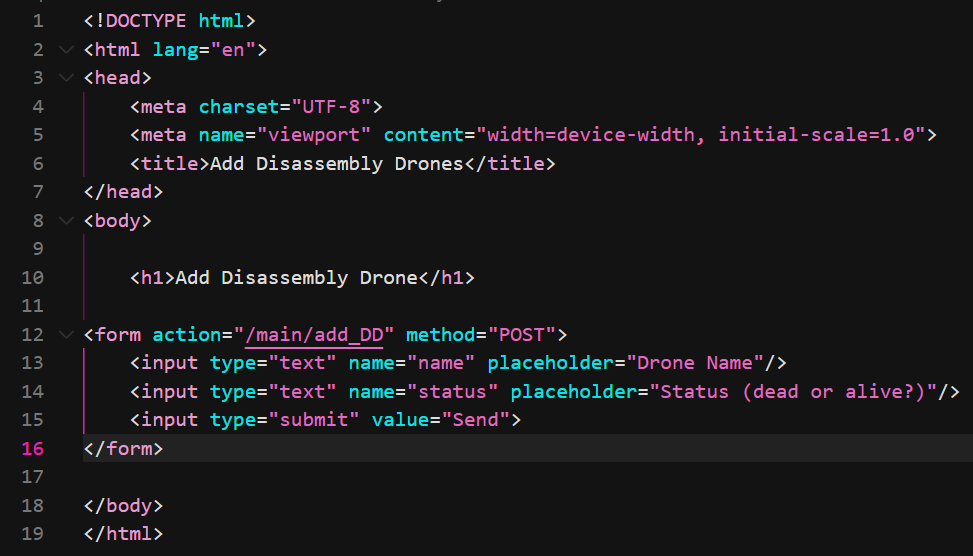 1 <!DOCTYPE html>
2 <html lang="en">
3 <head>
4 <meta charset="UTF-8">
5 <meta name="viewport" content="width=device-width, initial-scale=1.0">
6 <title>Add Disassembly Drones</title>
7 </head>
8 <body>
9
10 <h1>Add Disassembly Drone</h1>
11
12 <form action="/main/add_DD" method="POST">
13 <input type="text" name="name" placeholder="Drone Name"/>
14 <input type="text" name="status" placeholder="Status (dead or alive?)"/>
15 <input type="submit" value="Send">
16 </form>
17
18 </body>
19 </html>